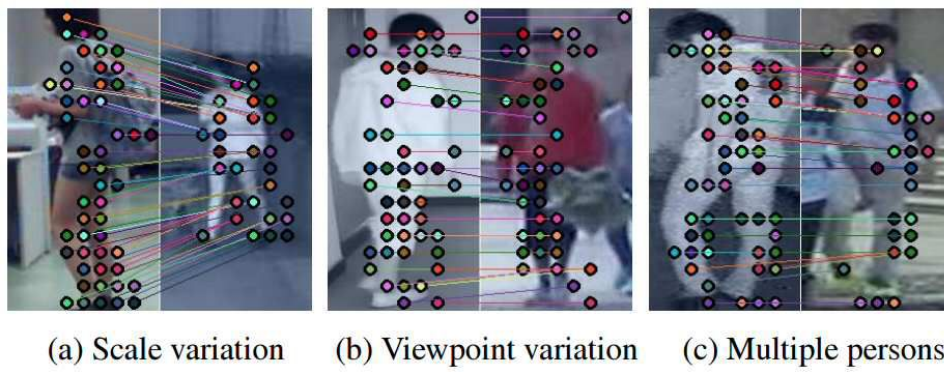 (a) Scale variation
(b) Viewpoint variation
(c) Multiple persons